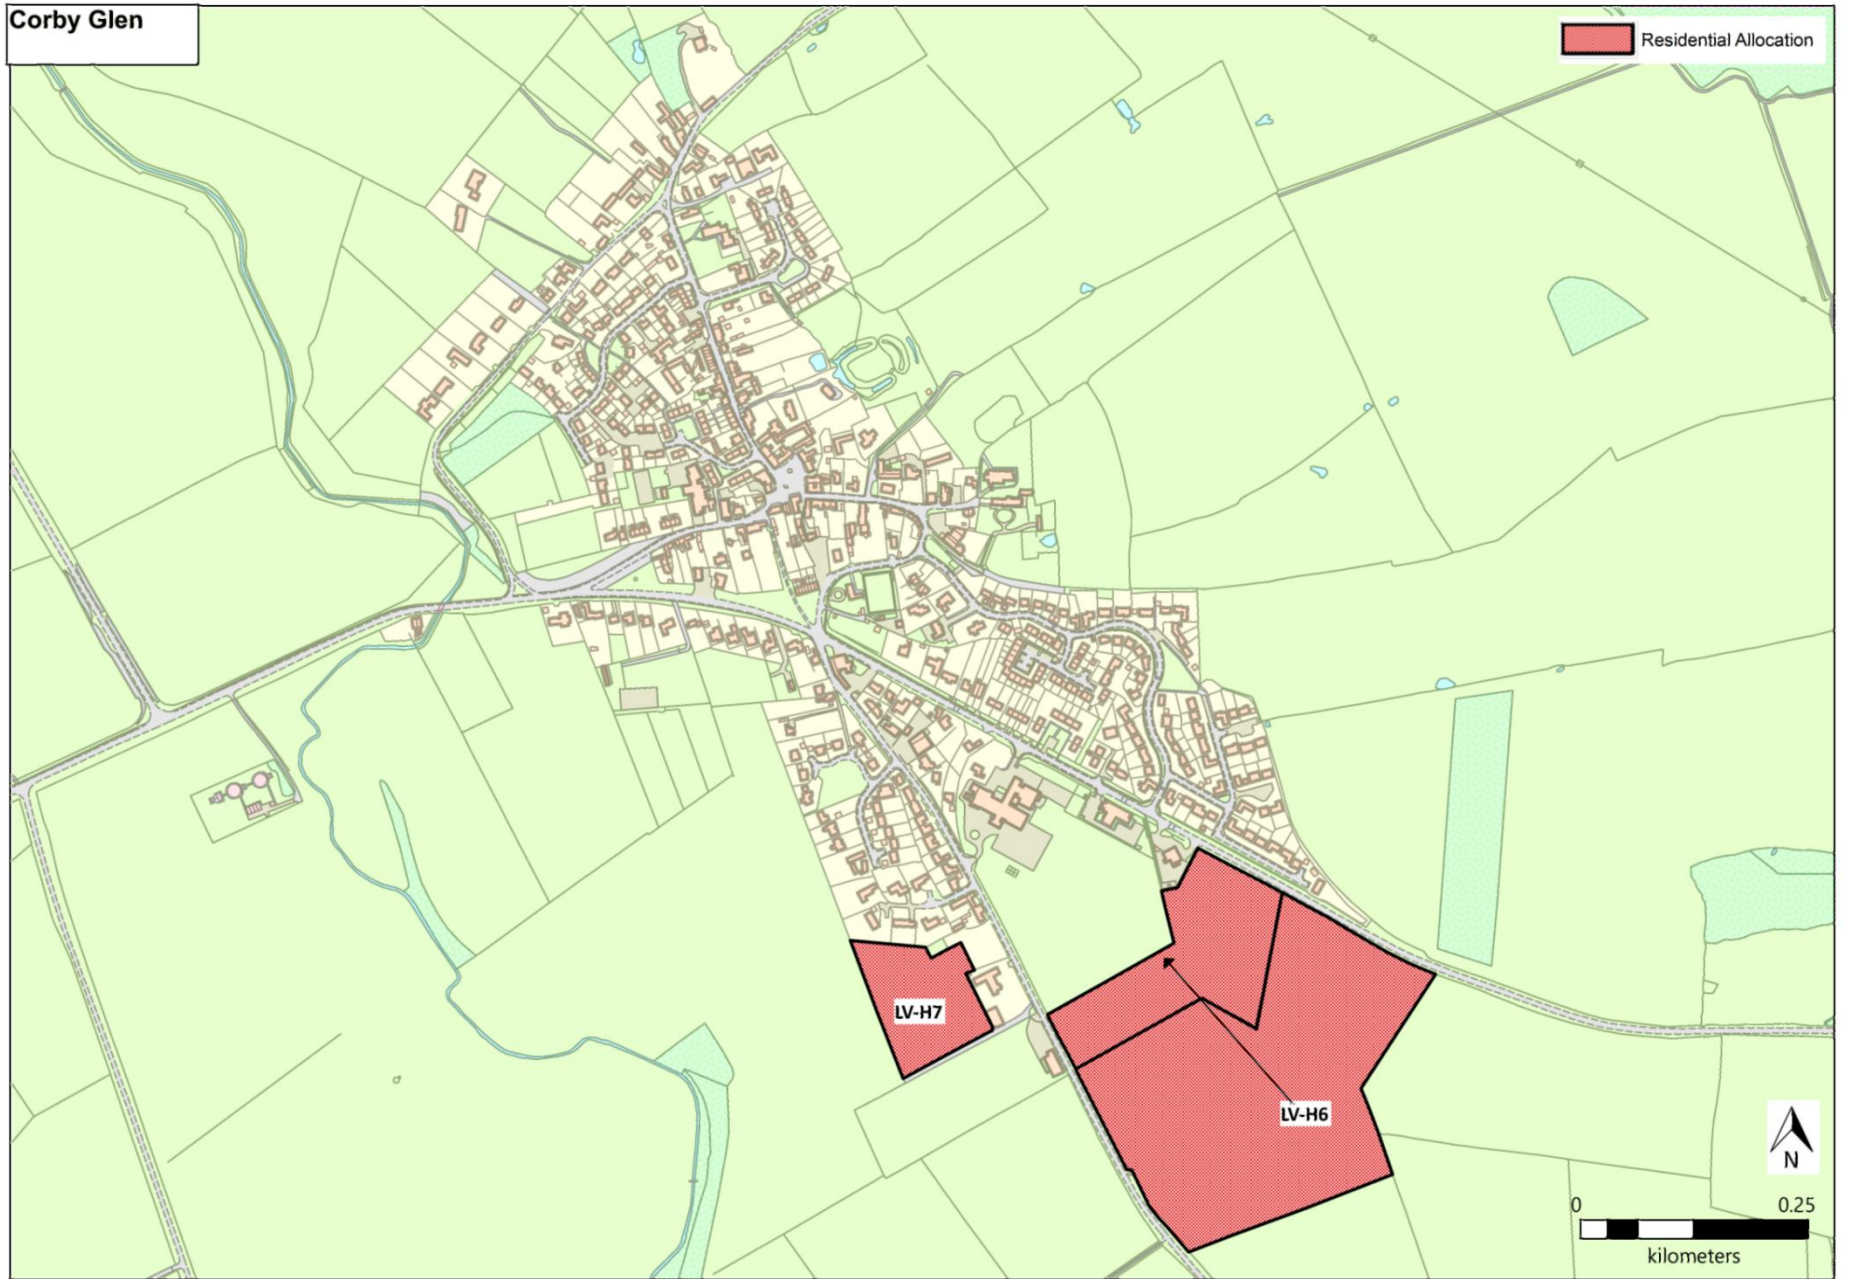 Corby Glen
Residential Allocation
LV-H7
LV-H6
N
0 0.25
kilometers